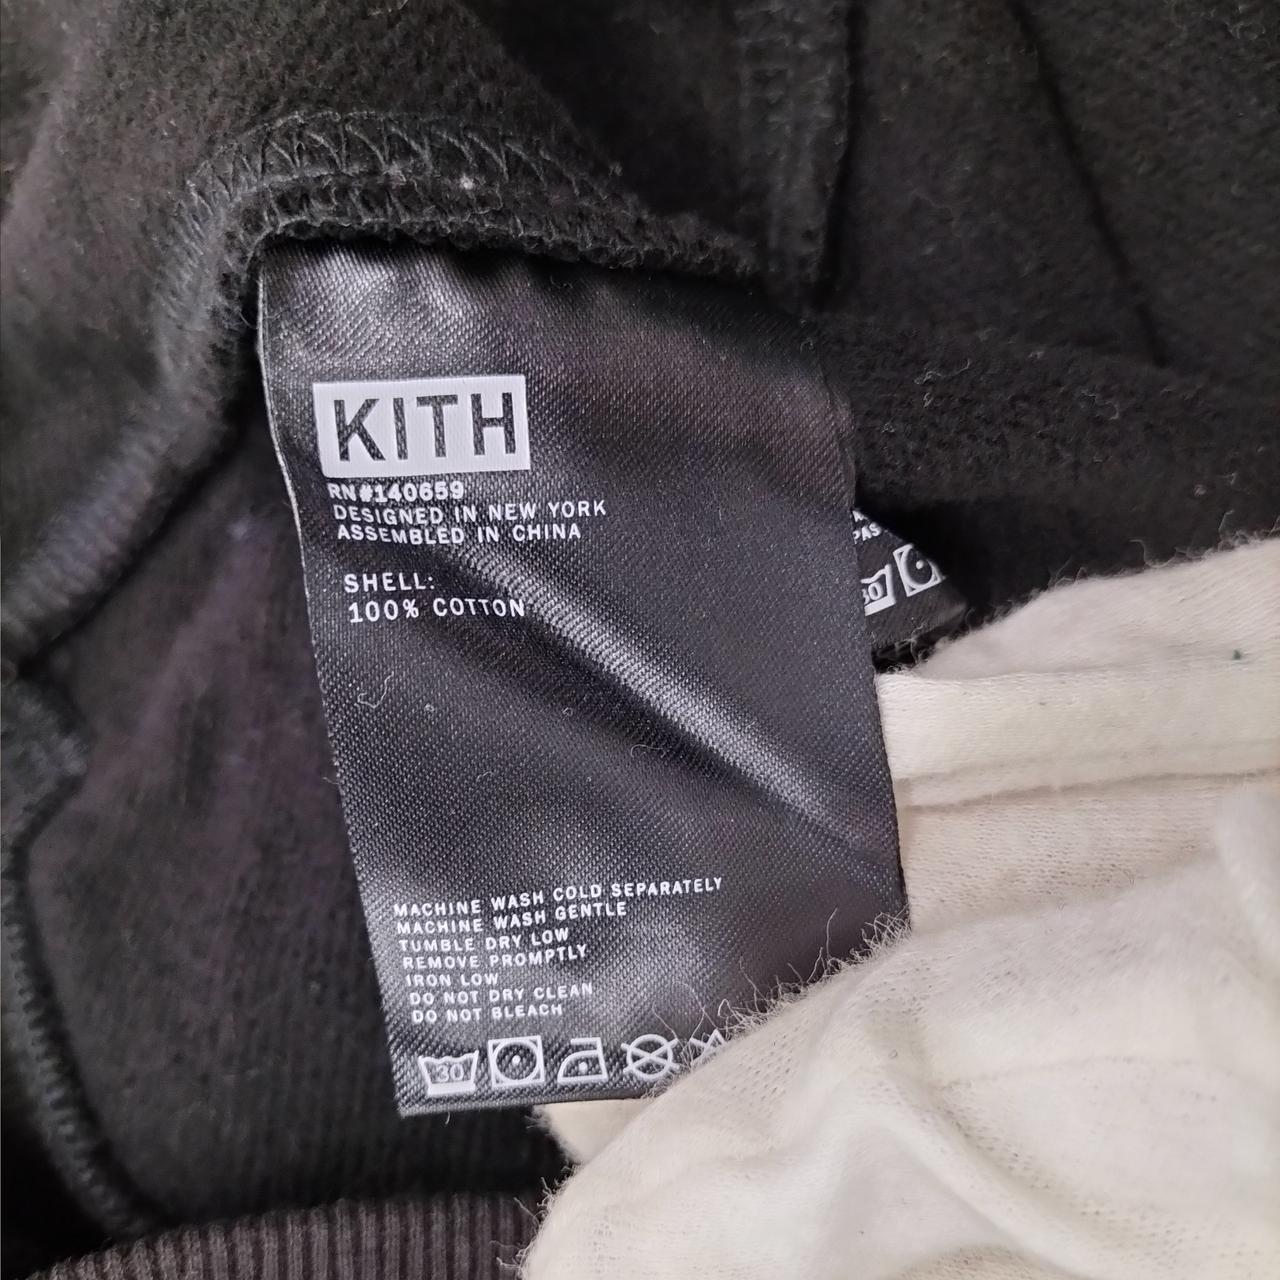 KITH
RN#140659
DESIGNED IN NEW YORK
ASSEMBLED IN CHINA
SHELL:
100% COTTON
MACHINE WASH COLD SEPARATELY
MACHINE WASH GENTLE
TUMBLE DRY LOW
REMOVE PROMPTLY
IRON LOW
DO NOT DRY CLEAN
DO NOT BLEACH
30
30